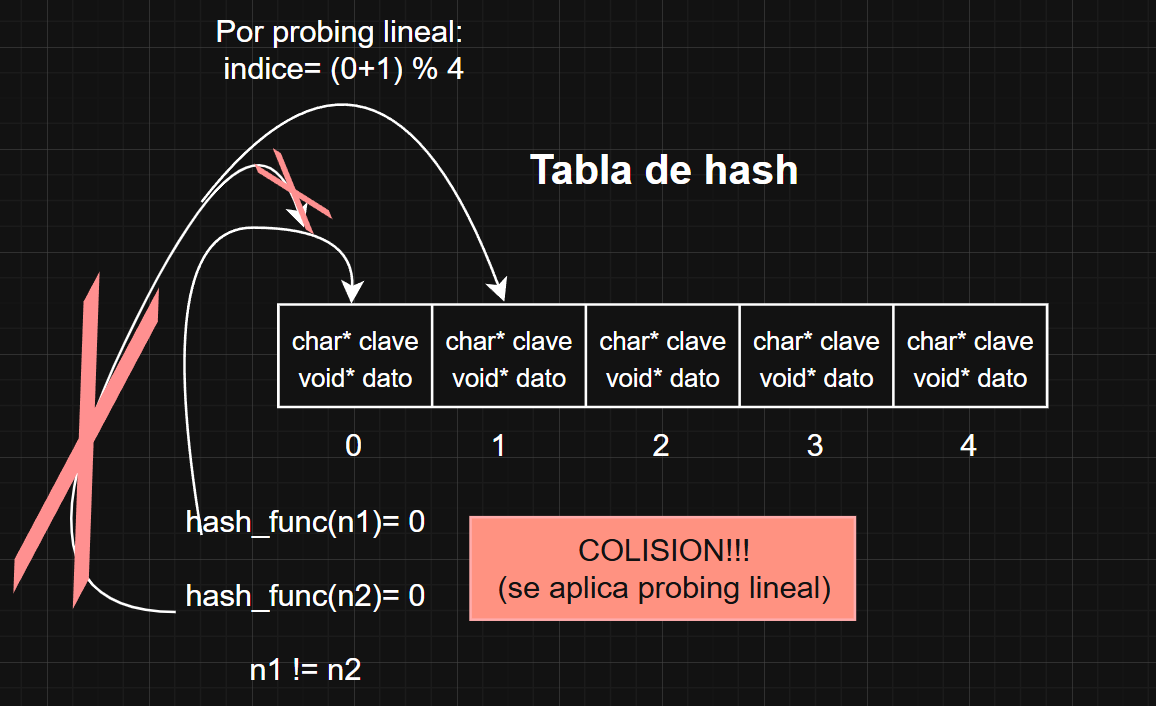 Por probing lineal:
indice= (0+1) % 4
Tabla de hash
char* clave char* clave char* clave char* clave char* clave
void* dato void* dato void* dato void* dato void* dato
0 1 2 3 4
hash_func(n1)= 0
COLISION!!!
(se aplica probing lineal)
hash_func(n2)= 0
n1 != n2